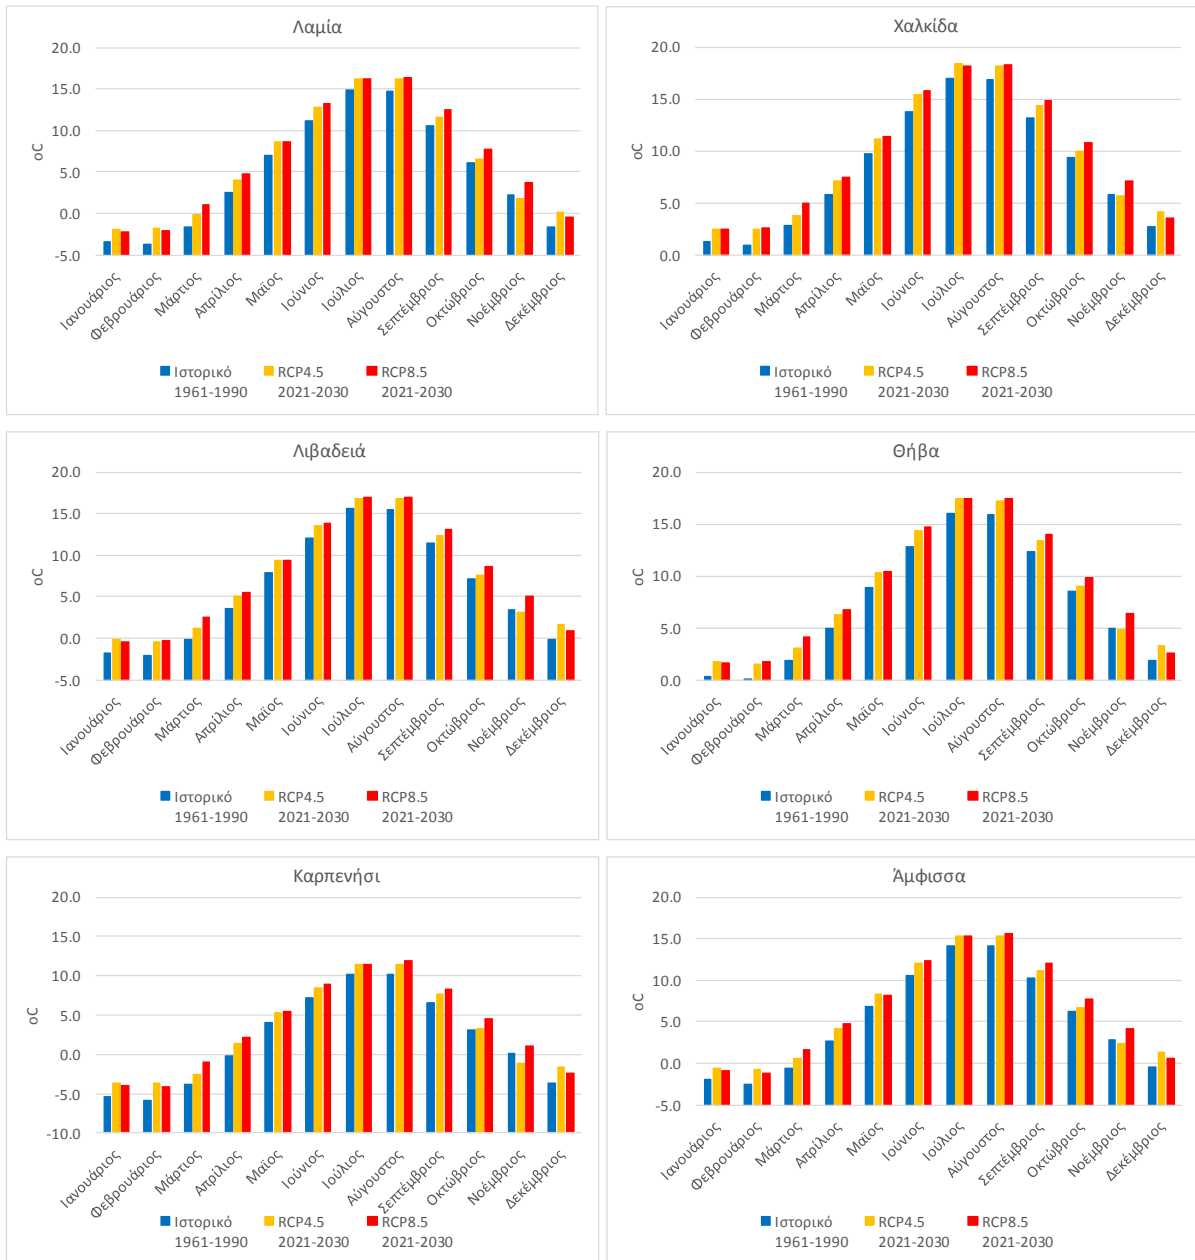 Λαμία
20.0
15.0
10.0
5.0
0.0
-5.0
oC
Ιανουάριος
Φεβρουάριος
Μάρτιος
Απρίλιος
Μαϊος
Ιούνιος
Ιούλιος
Αύγουστος
Σεπτέμβριος
Οκτώβριος
Νοέμβριος
Δεκέμβριος
Ιστορικό RCP4.5 RCP8.5
1961-1990 2021-2030 2021-2030
Χαλκίδα
20.0
15.0
10.0
5.0
0.0
oC
Ιανουάριος
Φεβρουάριος
Μάρτιος
Απρίλιος
Μαϊος
Ιούνιος
Ιούλιος
Αύγουστος
Σεπτέμβριος
Οκτώβριος
Νοέμβριος
Δεκέμβριος
Ιστορικό RCP4.5 RCP8.5
1961-1990 2021-2030 2021-2030
Λιβαδειά
20.0
15.0
10.0
5.0
0.0
-5.0
oC
Ιανουάριος
Φεβρουάριος
Μάρτιος
Απρίλιος
Μαϊος
Ιούνιος
Ιούλιος
Αύγουστος
Σεπτέμβριος
Οκτώβριος
Νοέμβριος
Δεκέμβριος
Ιστορικό RCP4.5 RCP8.5
1961-1990 2021-2030 2021-2030
Θήβα
20.0
15.0
10.0
5.0
0.0
oC
Ιανουάριος
Φεβρουάριος
Μάρτιος
Απρίλιος
Μαϊος
Ιούνιος
Ιούλιος
Αύγουστος
Σεπτέμβριος
Οκτώβριος
Νοέμβριος
Δεκέμβριος
Ιστορικό RCP4.5 RCP8.5
1961-1990 2021-2030 2021-2030
Καρπενήσι
20.0
15.0
10.0
5.0
0.0
-5.0
-10.0
oC
Ιανουάριος
Φεβρουάριος
Μάρτιος
Απρίλιος
Μαϊος
Ιούνιος
Ιούλιος
Αύγουστος
Σεπτέμβριος
Οκτώβριος
Νοέμβριος
Δεκέμβριος
Ιστορικό RCP4.5 RCP8.5
1961-1990 2021-2030 2021-2030
Άμφισσα
20.0
15.0
10.0
5.0
0.0
-5.0
oC
Ιανουάριος
Φεβρουάριος
Μάρτιος
Απρίλιος
Μαϊος
Ιούνιος
Ιούλιος
Αύγουστος
Σεπτέμβριος
Οκτώβριος
Νοέμβριος
Δεκέμβριος
Ιστορικό RCP4.5 RCP8.5
1961-1990 2021-2030 2021-2030